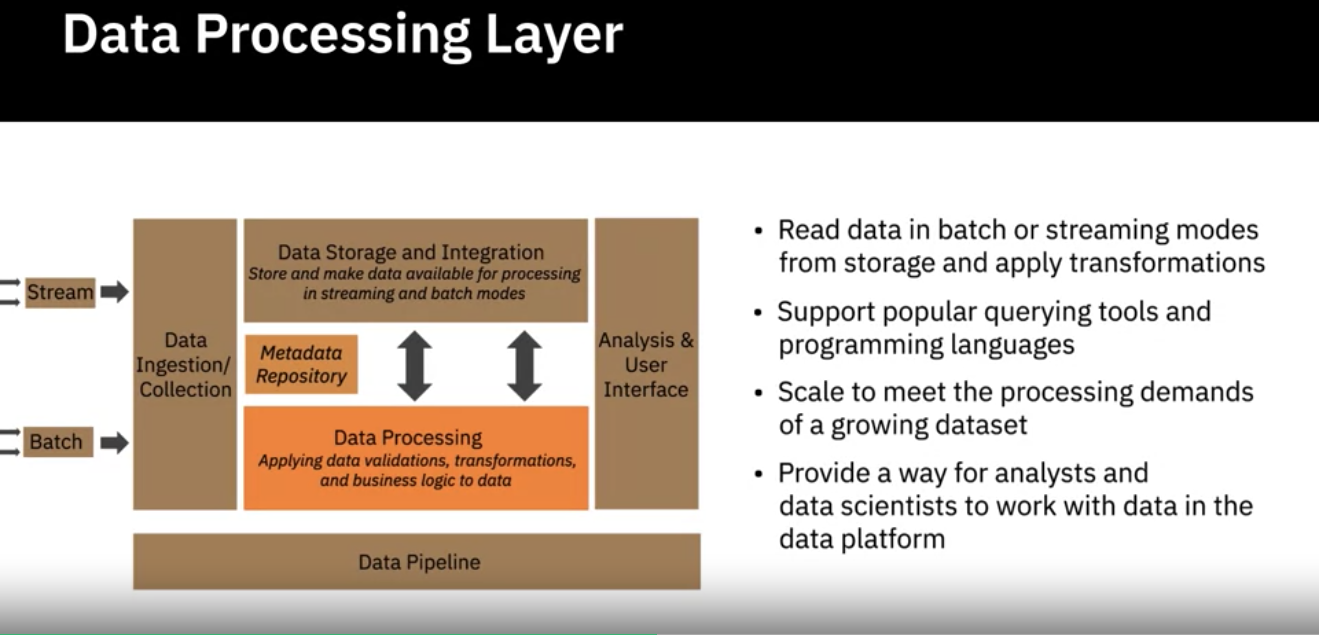 Data Processing Layer
Stream
Batch
Data
Ingestion/
Collection
Data Storage and Integration
Store and make data available for processing
in streaming and batch modes
Metadata
Repository
Data Processing
Applying data validations, transformations,
and business logic to data
Analysis &
User
Interface
Data Pipeline
• Read data in batch or streaming modes
from storage and apply transformations
• Support popular querying tools and
programming languages
• Scale to meet the processing demands
of a growing dataset
• Provide a way for analysts and
data scientists to work with data in the
data platform